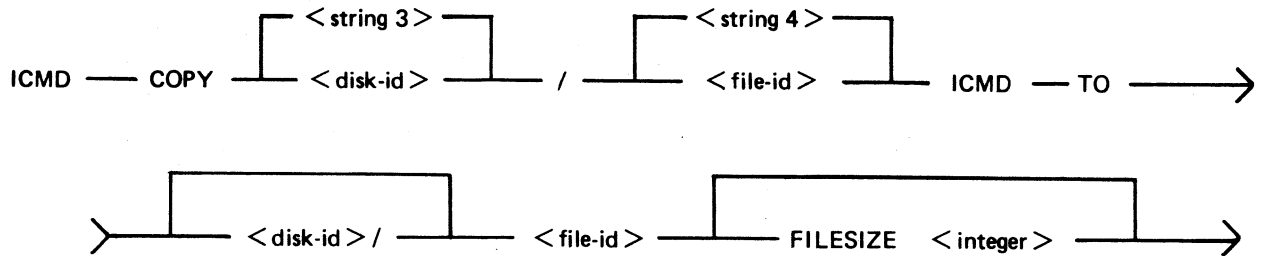 <string 3> <string 4>
ICMD COPY <disk-id> / <file-id> ICMD TO
<disk-id>/ <file-id> FILESIZE <integer>